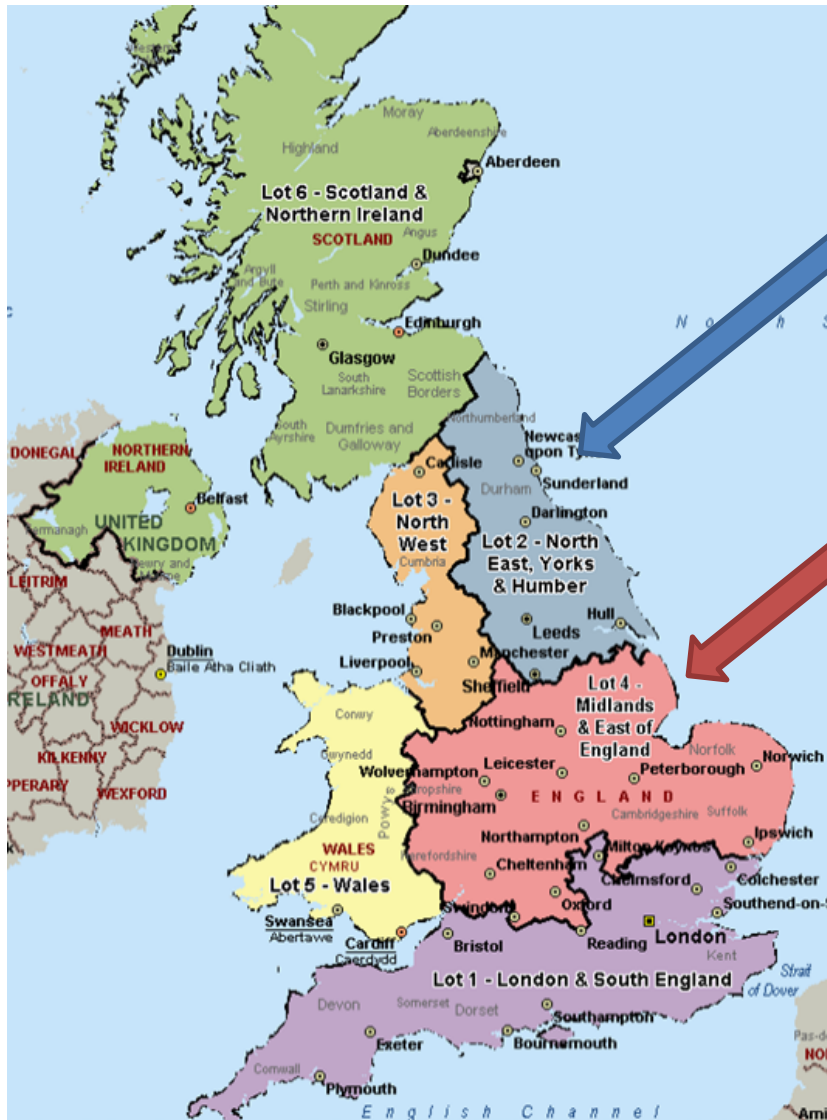 Moray
Highland
Aberdeenshire
Aberdeen
Lot 6 - Scotland &
Northern Ireland
SCOTLAND
Angus
Dundee
Argyll
and Bute
Perth and Kinross
Stirling
Edinburgh
Glasgow
South
Lanarkshire
Scottish
Borders
South
Ayrshire
Dumfries and
Galloway
Northumberland
DONEGAL
NORTHERN
IRELAND
Carlisle
Newcas
upon Ty
Sunderland
Durham
Belfast
UNITED
KINGDOM
Lot 3 -
North
West
Darlington
Cumbria
Lot 2 - North
East, Yorks
& Humber
LEITRIM
Blackpool
Preston
Leeds
Hull
MEATH
WESTMEATH
Dublin
Baile Atha Cliath
Liverpool
Manchester
Sheffield
OFFALY
RELAND
Lot 4 -
Midlands
& East of
England
Conwy
Nottingham
WICKLOW
Gwynedd
Norfolk
Norwich
KILKENNY
Wolverhampton
Leicester
Peterborough
PPERARY
WEXFORD
Powys
Birmingham
ENGLAND
Ceredigion
Cambridgeshire
Suffolk
Northampton
Ipswich
WALES
CYMRU
Herefordshire
Milton Keynes
Cheltenham
Chelmsford
Colchester
Lot 5 - Wales
Oxford
Swansea
Abertawe
Swindon
Southend-on-S
Cardiff
Caerdydd
Bristol
Reading
London
Kent
Lot 1 - London & South England
Strait
of Dover
Devon
Somerset
Dorset
Southampton
Exeter
Bournemouth
Cornwall
Plymouth
English Channel